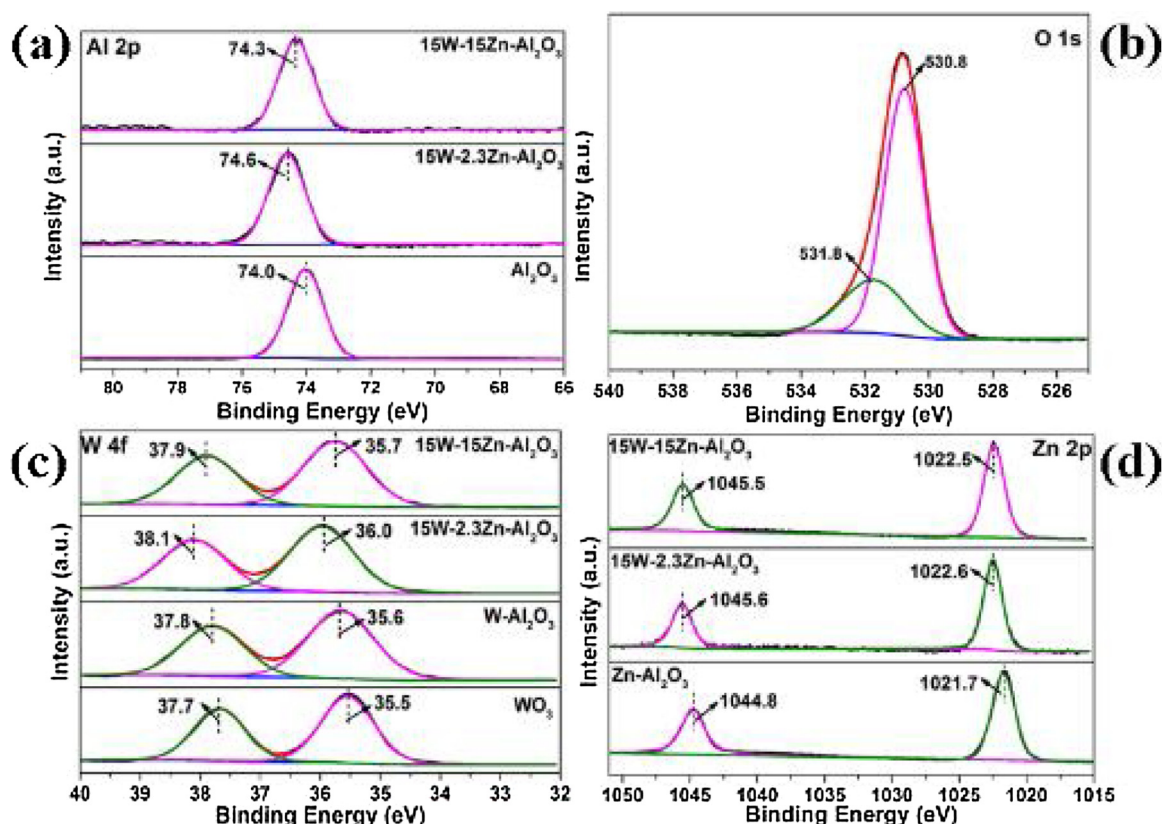 (a)
Al 2p
15W-15Zn-Al₂O₃
74.3
15W-2.3Zn-Al₂O₃
74.6
Al₂O₃
74.0
Intensity (a.u.)
80 78 76 74 72 70 68 66
Binding Energy (eV)
(b)
O 1s
530.8
531.8
Intensity (a.u.)
540 538 536 534 532 530 528 526
Binding Energy (eV)
(c)
W 4f
15W-15Zn-Al₂O₃
37.9
35.7
15W-2.3Zn-Al₂O₃
38.1
36.0
W-Al₂O₃
37.8
35.6
WO₃
37.7
35.5
Intensity (a.u.)
40 39 38 37 36 35 34 33 32
Binding Energy (eV)
(d)
Zn 2p
15W-15Zn-Al₂O₃
1045.5
1022.5
15W-2.3Zn-Al₂O₃
1045.6
1022.6
Zn-Al₂O₃
1044.8
1021.7
Intensity (a.u.)
1050 1045 1040 1035 1030 1025 1020 1015
Binding Energy (eV)